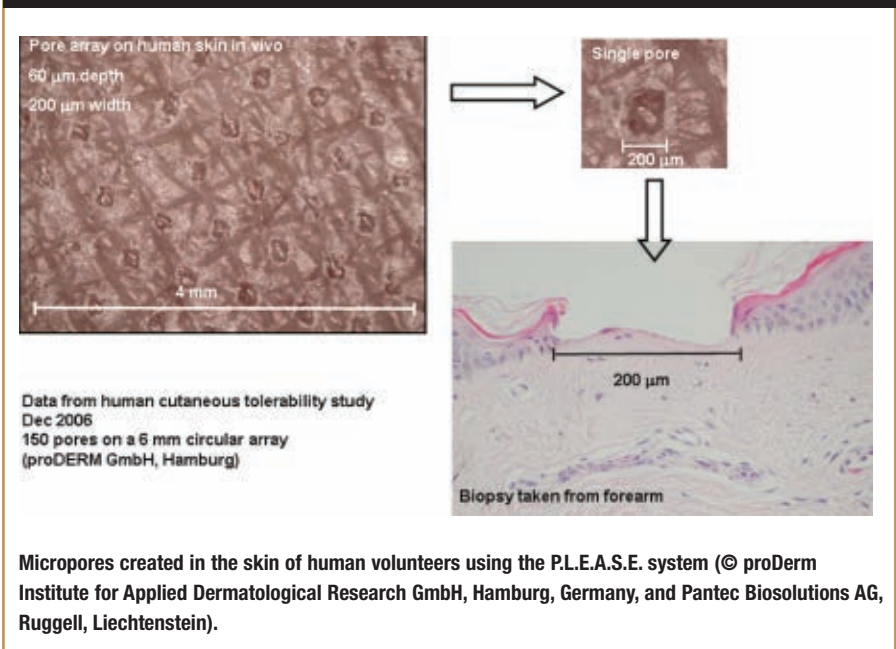 Pore array on human skin in vivo
60 µm depth
200 µm width
4 mm
Single pore
200 µm
200 µm
Biopsy taken from forearm
Data from human cutaneous tolerability study
Dec 2006
150 pores on a 6 mm circular array
(proDERM GmbH, Hamburg)
Micropores created in the skin of human volunteers using the P.L.E.A.S.E. system (© proDerm
Institute for Applied Dermatological Research GmbH, Hamburg, Germany, and Pantec Biosolutions AG,
Ruggell, Liechtenstein).